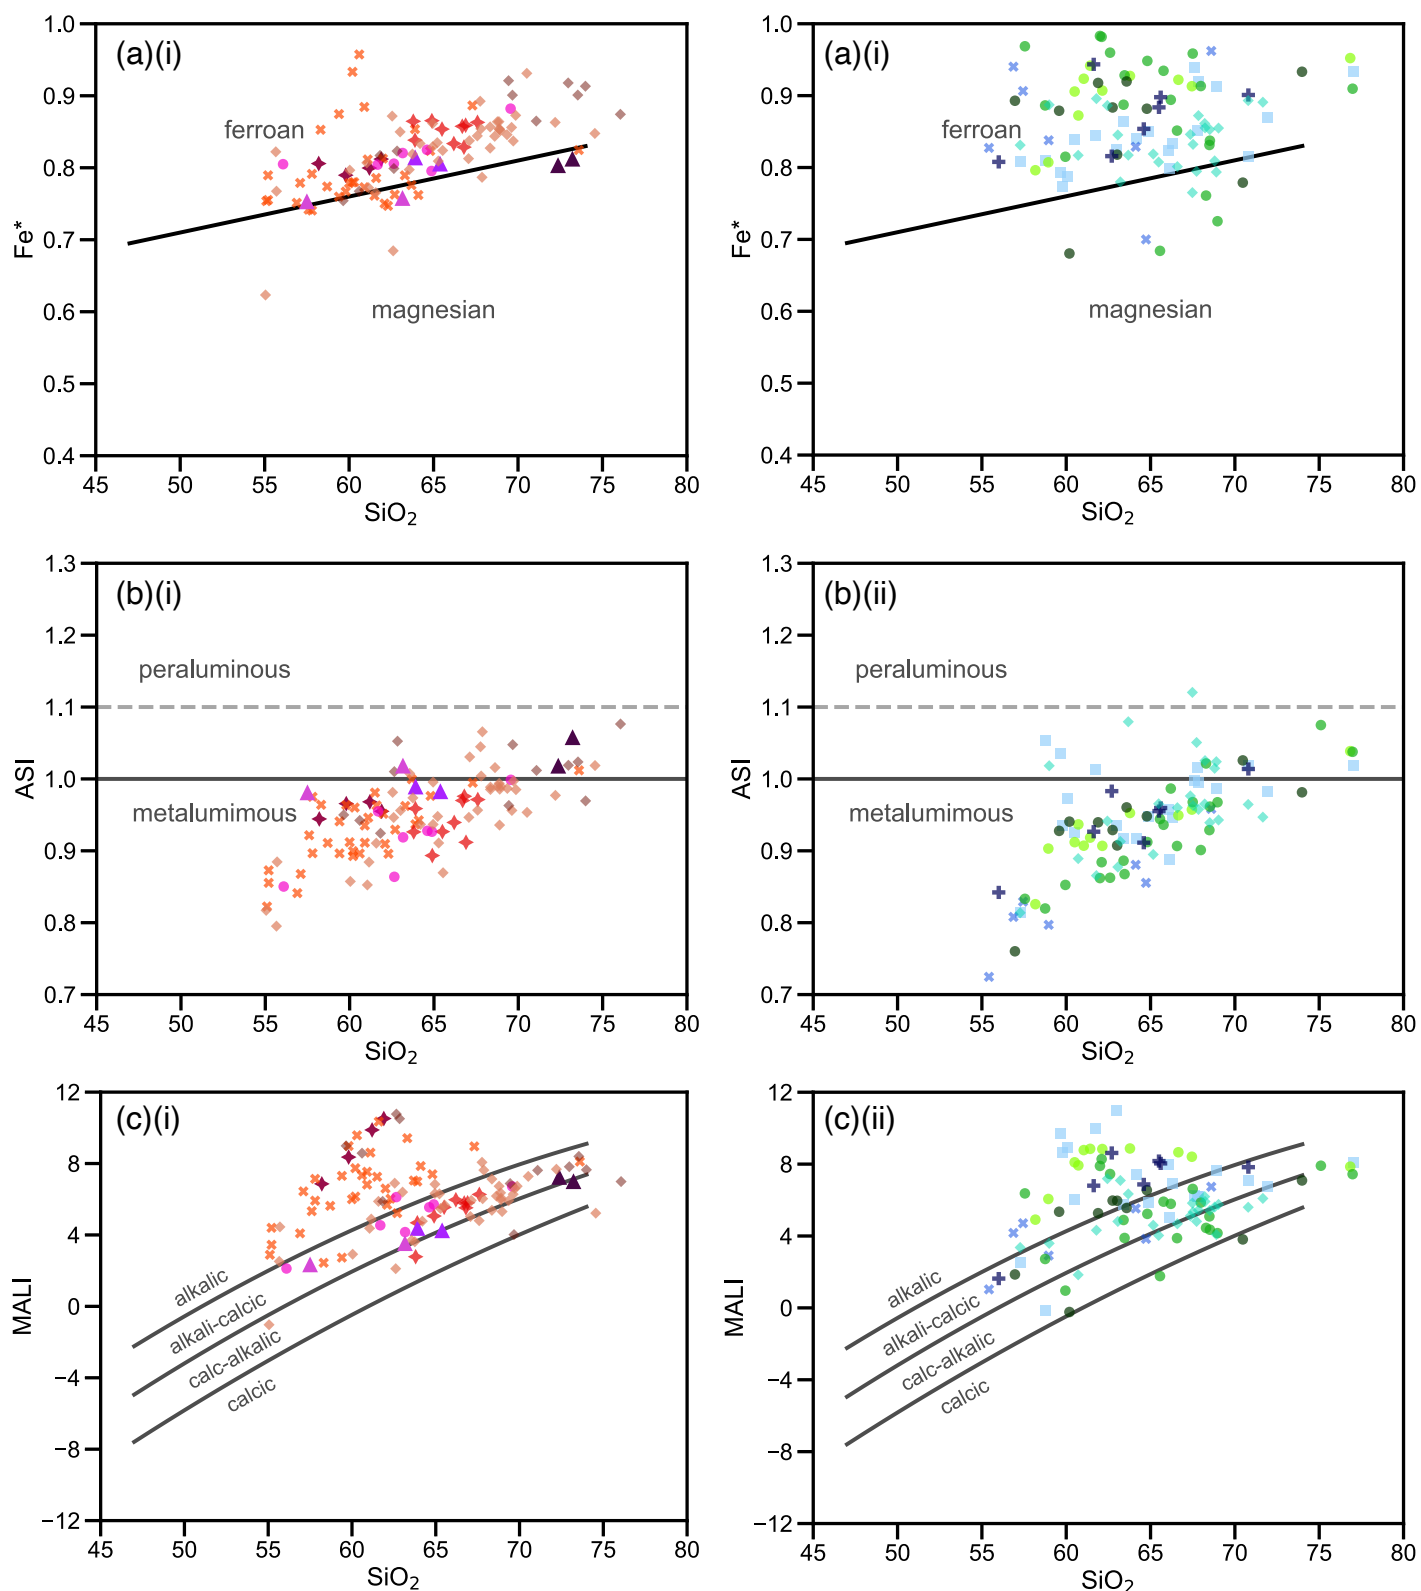 (a)(i)
1.0
0.9
0.8
0.7
0.6
0.5
0.4
Fe*
ferroan
magnesian
45 50 55 60 65 70 75 80
SiO₂
(a)(i)
1.0
0.9
0.8
0.7
0.6
0.5
0.4
Fe*
ferroan
magnesian
45 50 55 60 65 70 75 80
SiO₂
(b)(i)
1.3
1.2
1.1
1.0
0.9
0.8
0.7
ASI
peraluminous
metalumimous
45 50 55 60 65 70 75 80
SiO₂
(b)(ii)
1.3
1.2
1.1
1.0
0.9
0.8
0.7
ASI
peraluminous
metalumimous
45 50 55 60 65 70 75 80
SiO₂
(c)(i)
12
8
4
0
−4
−8
−12
MALI
alkalic
alkali-calcic
calc-alkalic
calcic
45 50 55 60 65 70 75 80
SiO₂
(c)(ii)
12
8
4
0
−4
−8
−12
MALI
alkalic
alkali-calcic
calc-alkalic
calcic
45 50 55 60 65 70 75 80
SiO₂